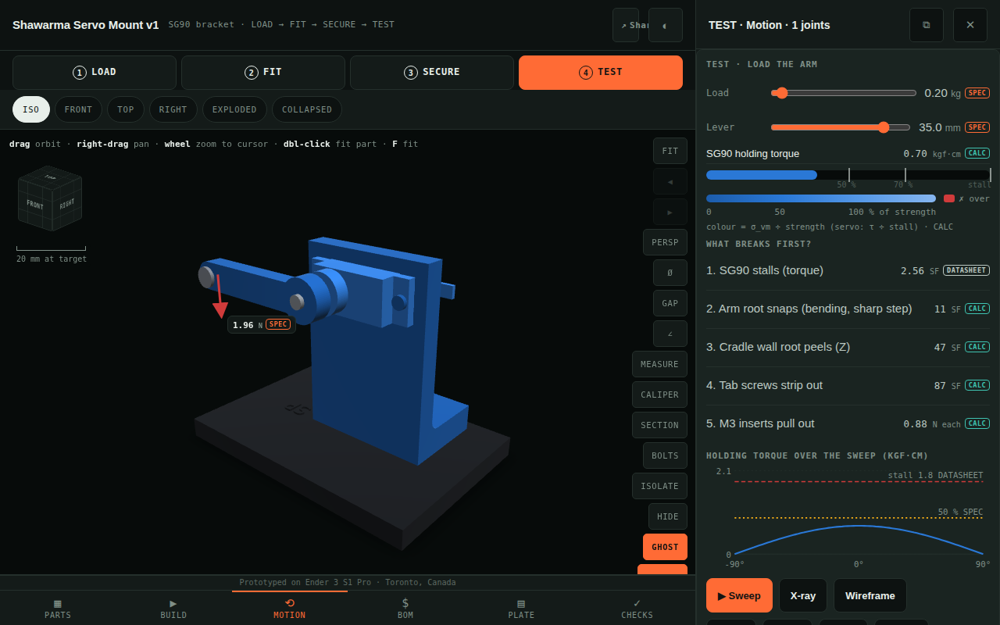 Shawarma Servo Mount v1 SG90 bracket · LOAD → FIT → SECURE → TEST
↗ Shar
TEST · Motion · 1 joints
1 LOAD 2 FIT 3 SECURE 4 TEST
ISO FRONT TOP RIGHT EXPLODED COLLAPSED
drag orbit · right-drag pan · wheel zoom to cursor · dbl-click fit part · F fit
TOP
FRONT RIGHT
20 mm at target
1.96 N SPEC
FIT
◀
▶
PERSP
Ø
GAP
∠
MEASURE
CALIPER
SECTION
BOLTS
ISOLATE
HIDE
GHOST
TEST · LOAD THE ARM
Load 0.20 kg SPEC
Lever 35.0 mm SPEC
SG90 holding torque 0.70 kgf·cm CALC
50 % 70 % stall
✗ over
0 50 100 % of strength
colour = σ_vm ÷ strength (servo: τ ÷ stall) · CALC
WHAT BREAKS FIRST?
1. SG90 stalls (torque) 2.56 SF DATASHEET
2. Arm root snaps (bending, sharp step) 11 SF CALC
3. Cradle wall root peels (Z) 47 SF CALC
4. Tab screws strip out 87 SF CALC
5. M3 inserts pull out 0.88 N each CALC
HOLDING TORQUE OVER THE SWEEP (KGF·CM)
2.1
stall 1.8 DATASHEET
50 % SPEC
0
-90° 0° 90°
▶ Sweep X-ray Wireframe
Prototyped on Ender 3 S1 Pro · Toronto, Canada
PARTS BUILD MOTION BOM PLATE CHECKS